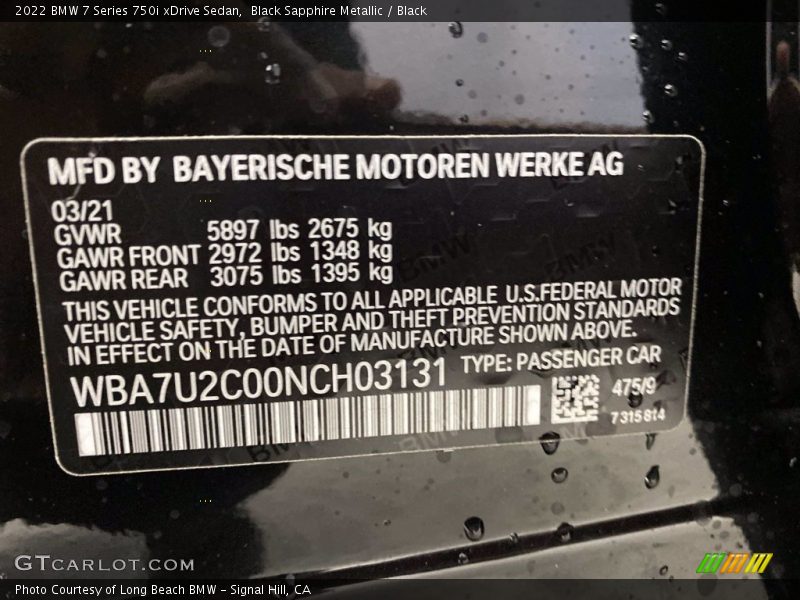 2022 BMW 7 Series 750i xDrive Sedan,  Black Sapphire Metallic / Black
MFD BY BAYERISCHE MOTOREN WERKE AG
03/21
GVWR 5897 lbs 2675 kg
GAWR FRONT 2972 lbs 1348 kg
GAWR REAR 3075 lbs 1395 kg
THIS VEHICLE CONFORMS TO ALL APPLICABLE U.S.FEDERAL MOTOR
VEHICLE SAFETY, BUMPER AND THEFT PREVENTION STANDARDS
IN EFFECT ON THE DATE OF MANUFACTURE SHOWN ABOVE.
WBA7U2C00NCH03131 TYPE: PASSENGER CAR
475/9
7315814
GTCARLOT.COM
Photo Courtesy of Long Beach BMW – Signal Hill, CA